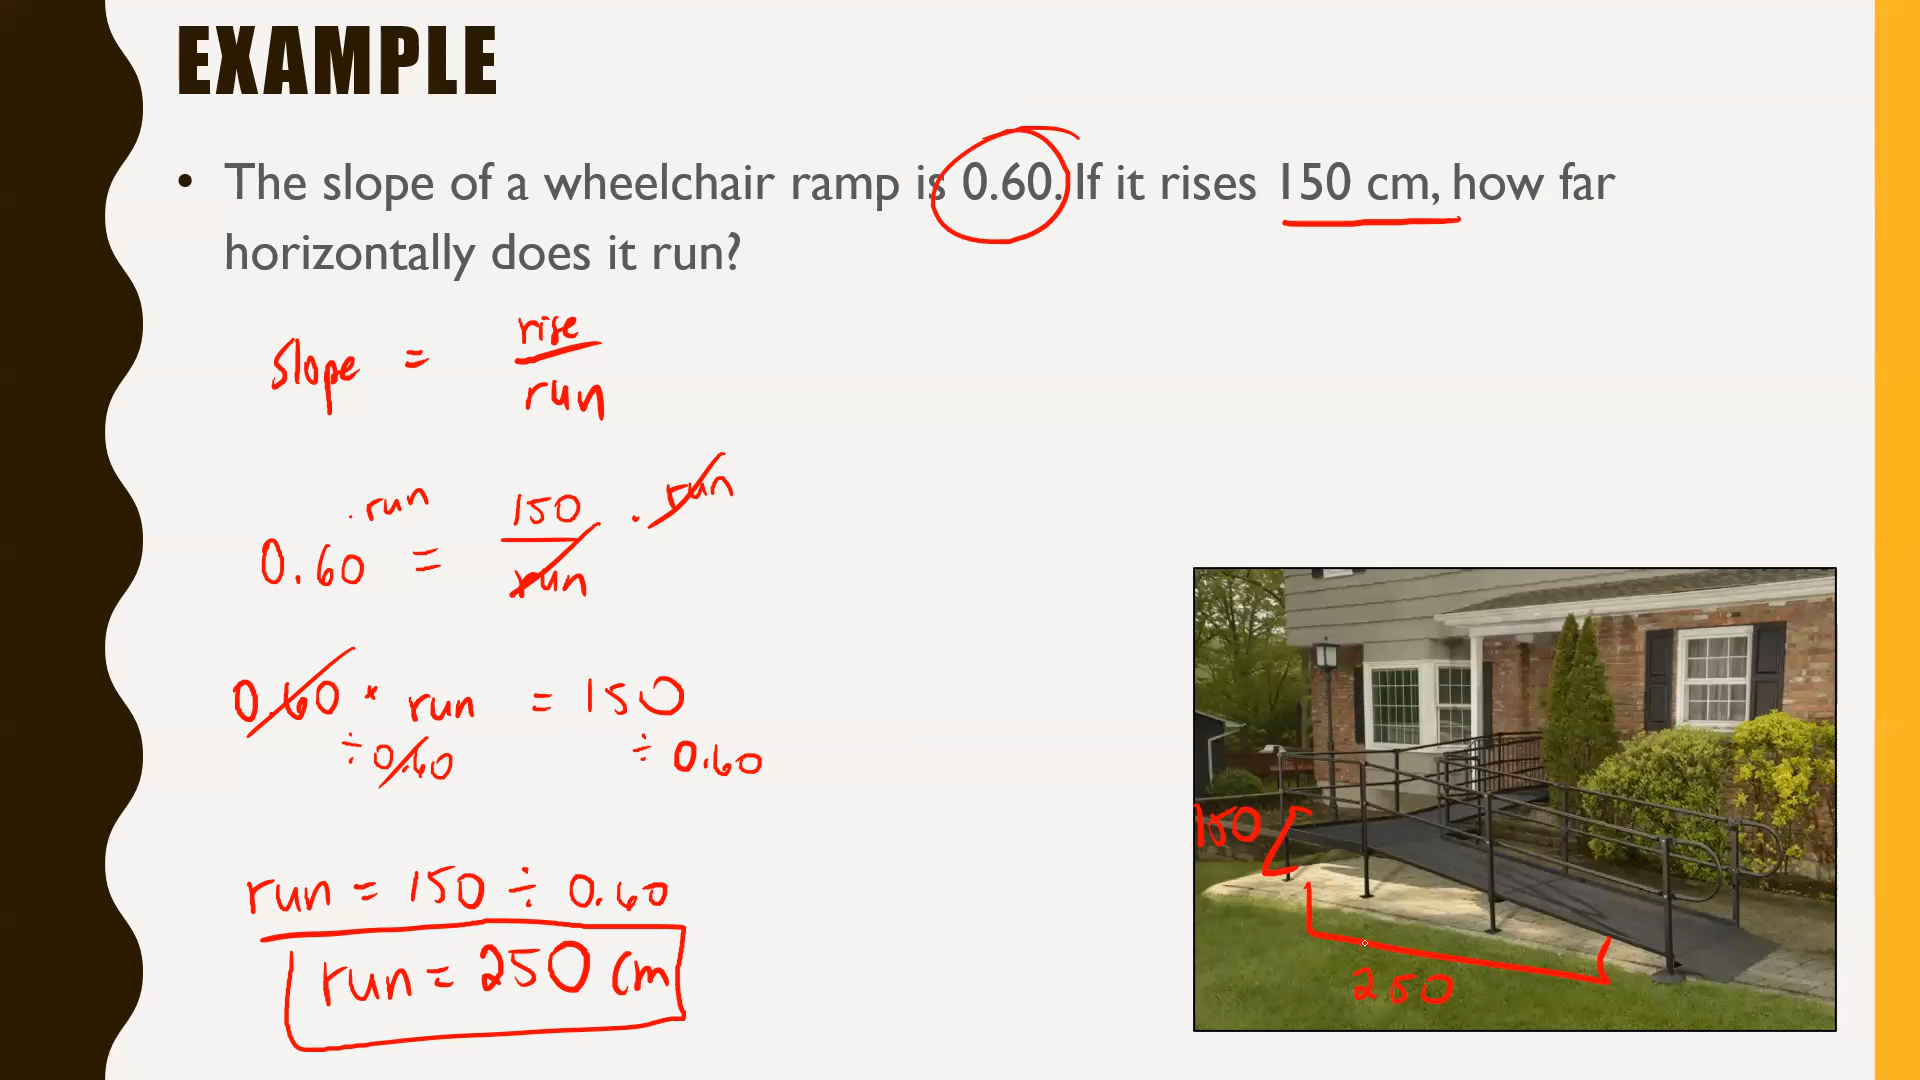 EXAMPLE
• The slope of a wheelchair ramp is 0.60. If it rises 150 cm, how far
horizontally does it run?
slope = rise
run
0.60 · run = 150 · run
run
0.60 * run = 150
÷ 0.60 ÷ 0.60
run = 150 ÷ 0.60
run = 250 cm
150
250